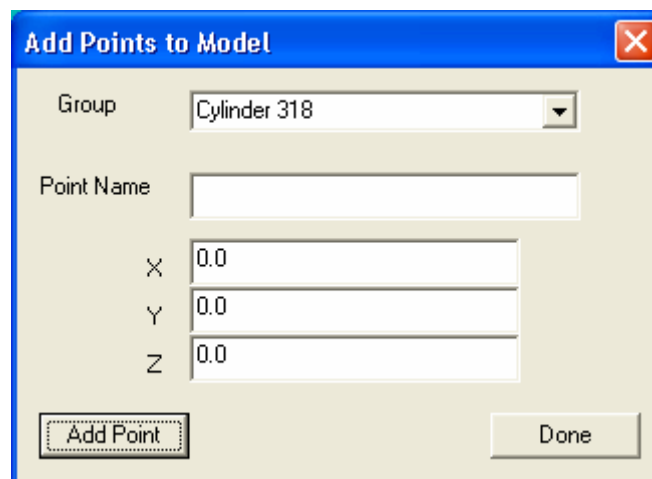 Add Points to Model
Group Cylinder 318
Point Name
X 0.0
Y 0.0
Z 0.0
Add Point Done